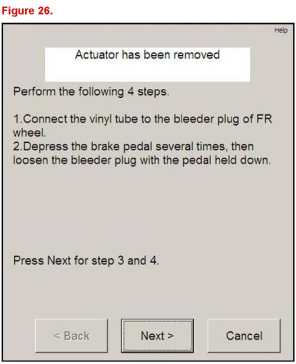 Figure 26.
Help
Actuator has been removed
Perform the following 4 steps.
1.Connect the vinyl tube to the bleeder plug of FR
wheel.
2.Depress the brake pedal several times, then
loosen the bleeder plug with the pedal held down.
Press Next for step 3 and 4.
< Back
Next >
Cancel